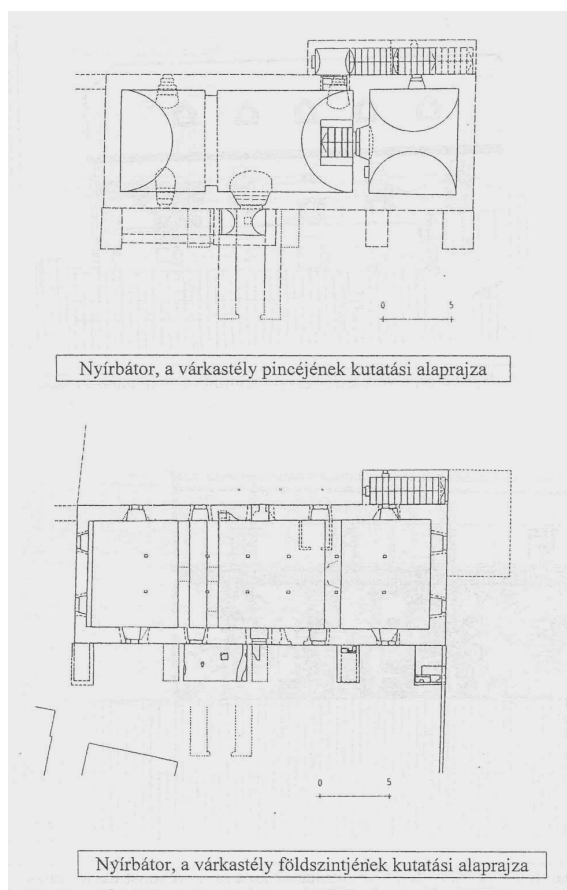 0 5
Nyírbátor, a várkastély pincéjének kutatási alaprajza
0 5
Nyírbátor, a várkastély földszintjének kutatási alaprajza